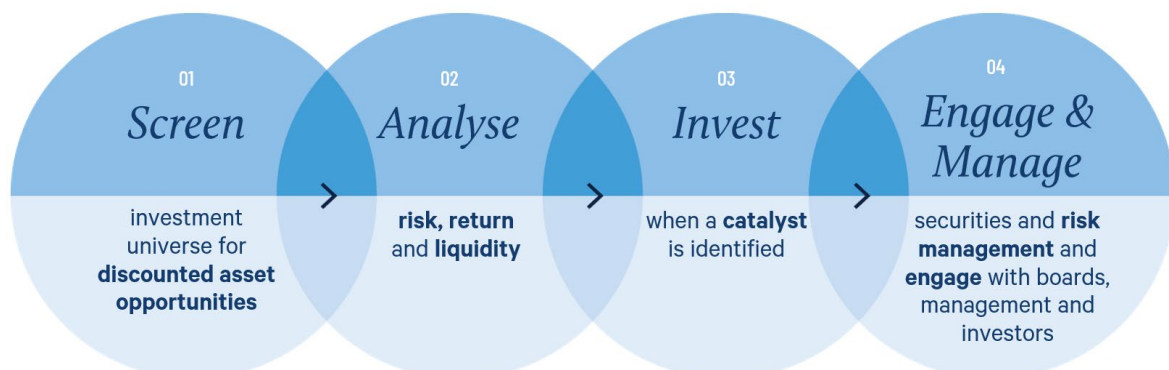 01
Screen
investment
universe for
discounted asset
opportunities
02
Analyse
risk, return
and liquidity
03
Invest
when a catalyst
is identified
04
Engage &
Manage
securities and risk
management and
engage with boards,
management and
investors